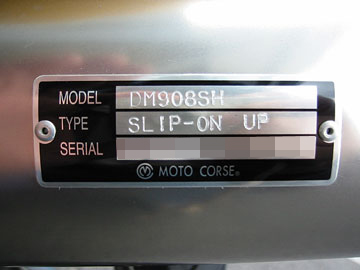 MODEL DM908SH
TYPE SLIP-ON UP
SERIAL
MOTO CORSE®